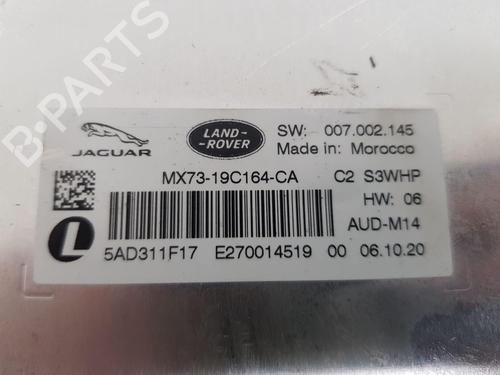 B-PARTS
JAGUAR
LAND-
ROVER
SW: 007.002.145
Made in: Morocco
MX73-19C164-CA C2 S3WHP
HW: 06
AUD-M14
L
5AD311F17 E270014519 00 06.10.20